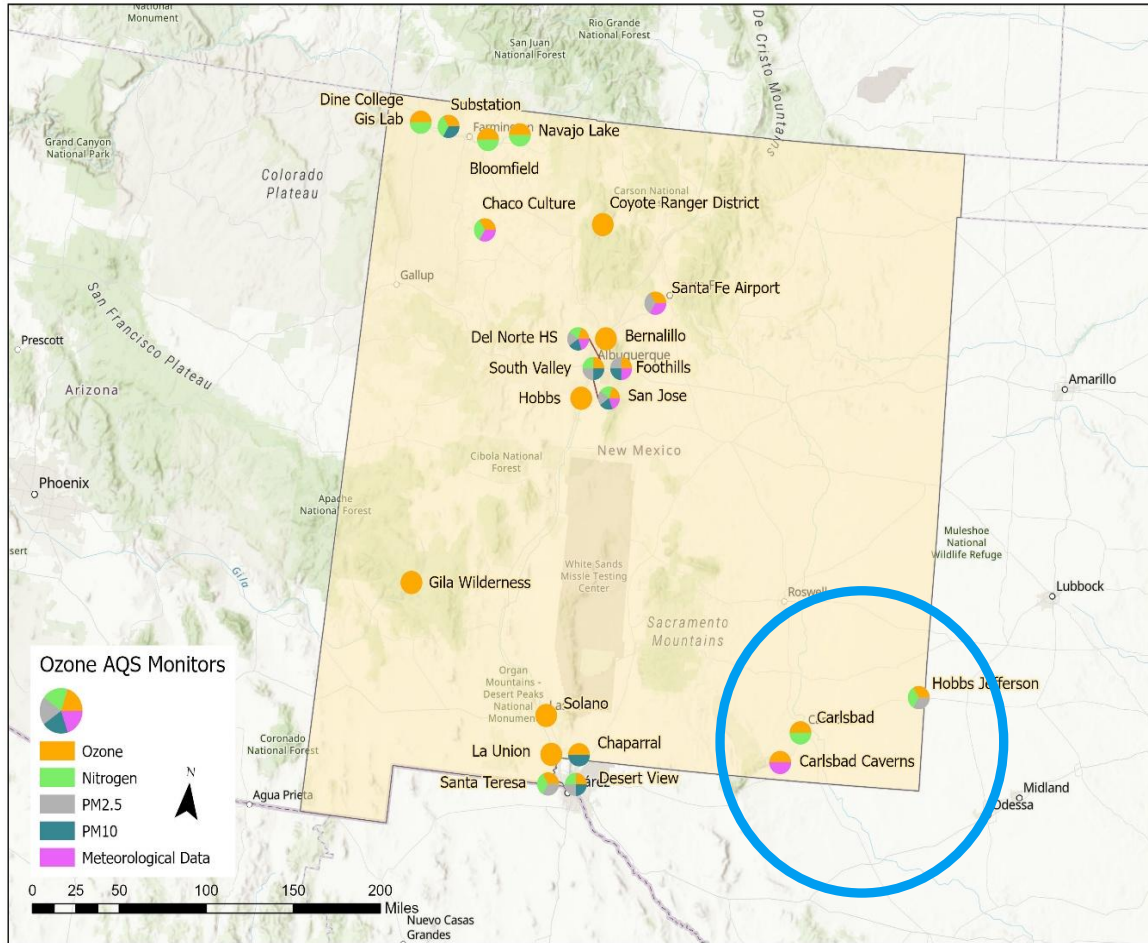 National
Monument
San Juan
National Forest
Rio Grande
National Forest
De Cristo Mountains
Dine College
Gis Lab
Substation
Farmington
Navajo Lake
Bloomfield
Grand Canyon
National Park
Colorado
Plateau
Carson National
Chaco Culture
Coyote Ranger District
Gallup
Santa Fe Airport
San Francisco Plateau
Prescott
Del Norte HS
Bernalillo
Albuquerque
South Valley
Foothills
Arizona
Hobbs
San Jose
Amarillo
New Mexico
Cibola National
Forest
Phoenix
Apache
National Forest
Muleshoe
National
Wildlife Refuge
esert
Gila
Gila Wilderness
White Sands
Missle Testing
Center
Roswell
Lubbock
Sacramento
Mountains
Ozone AQS Monitors
Ozone
Nitrogen
PM2.5
PM10
Meteorological Data
N
Organ
Mountains -
Desert Peaks
National
Monument
Solano
Hobbs Jefferson
Carlsbad
Coronado
National Forest
La Union
Chaparral
Carlsbad Caverns
Santa Teresa
Desert View
árez
Agua Prieta
Midland
Odessa
0 25 50 100 150 200
Miles
Nuevo Casas
Grandes